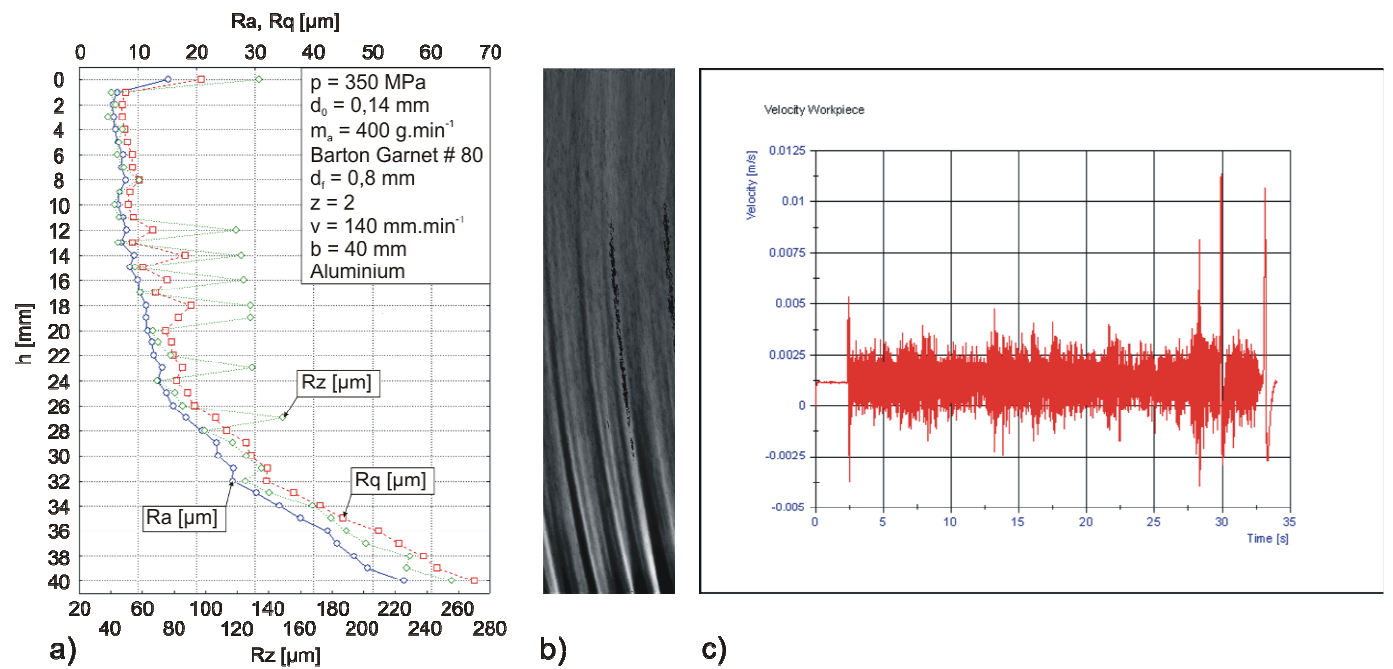 Ra, Rq [µm]
0 10 20 30 40 50 60 70
0
2
4
6
8
10
12
14
16
18
20
22
24
26
28
30
32
34
36
38
40
h [mm]
p = 350 MPa
d₀ = 0,14 mm
mₐ = 400 g.min⁻¹
Barton Garnet # 80
d_f = 0,8 mm
z = 2
v = 140 mm.min⁻¹
b = 40 mm
Aluminium
Rz [µm]
Rq [µm]
Ra [µm]
20 60 100 140 180 220 260
40 80 120 160 200 240 280
Rz [µm]
a)
b)
Velocity Workpiece
Velocity [m/s]
0.0125
0.01
0.0075
0.005
0.0025
0
-0.0025
-0.005
0 5 10 15 20 25 30 35
Time [s]
c)